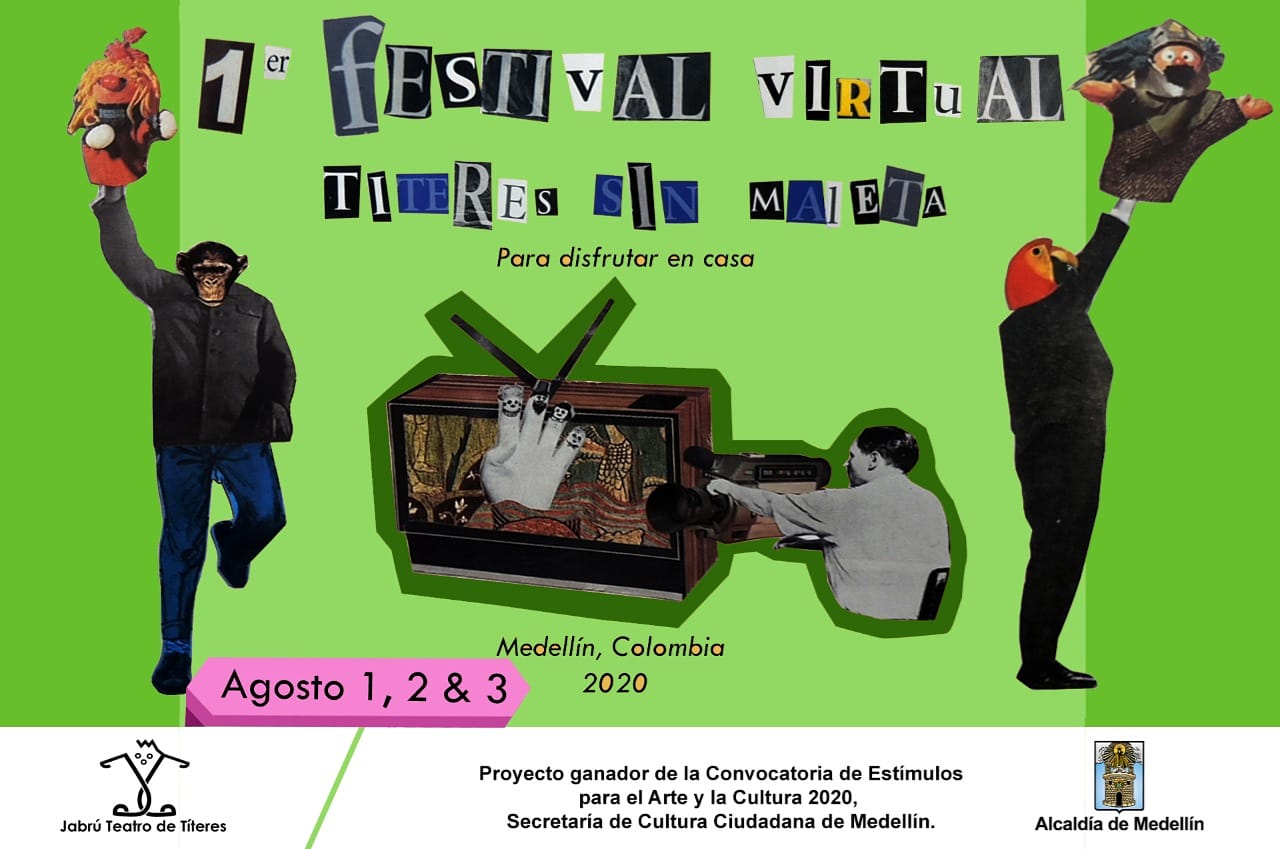 1er FESTIVAL VIRTUAL
TITERES SIN MALETA
Para disfrutar en casa
Medellín, Colombia
2020
Agosto 1, 2 & 3
Jabrú Teatro de Títeres
Proyecto ganador de la Convocatoria de Estímulos
para el Arte y la Cultura 2020,
Secretaría de Cultura Ciudadana de Medellín.
Alcaldía de Medellín